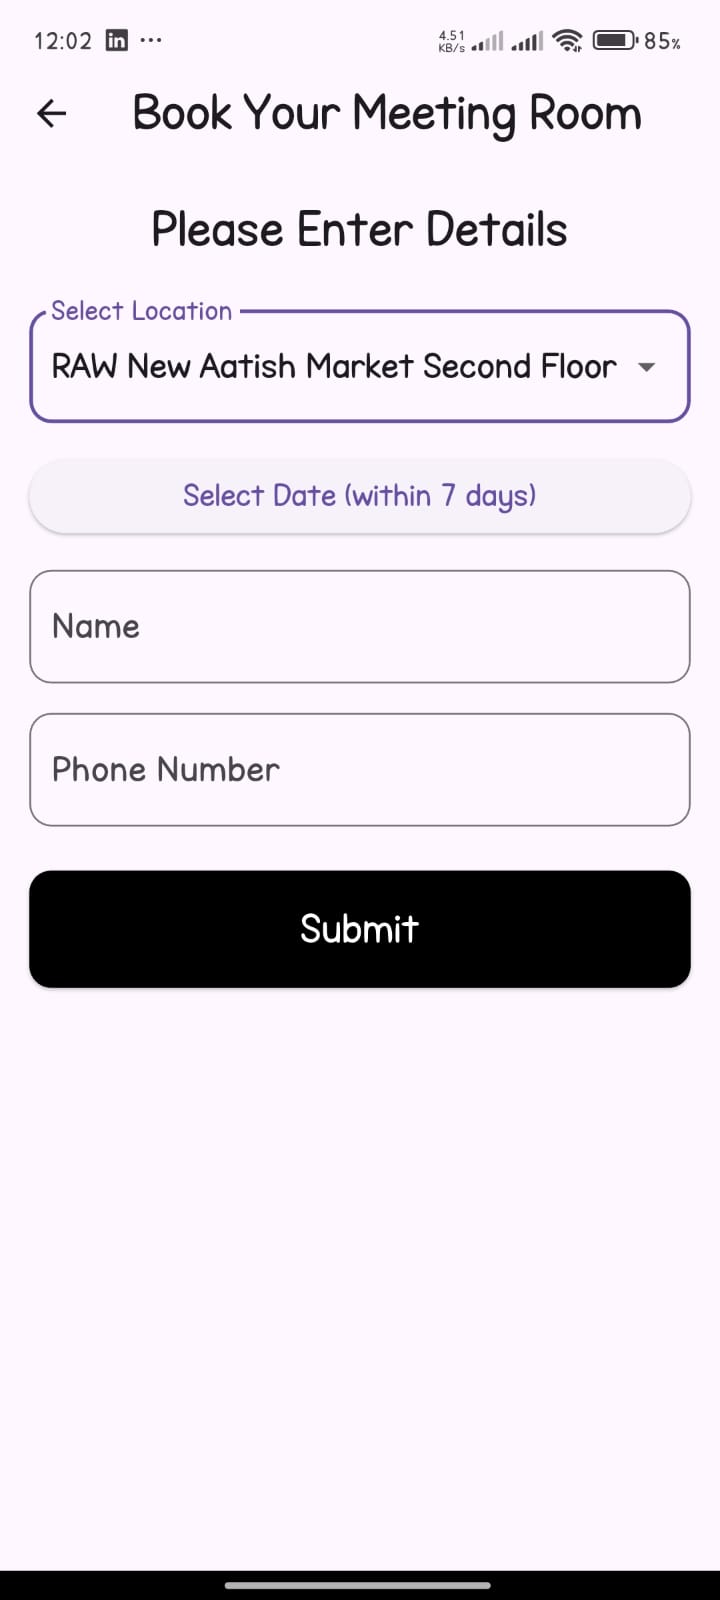 12:02 in ... 4.51 KB/s 85%
Book Your Meeting Room
Please Enter Details
Select Location
RAW New Aatish Market Second Floor
Select Date (within 7 days)
Name
Phone Number
Submit